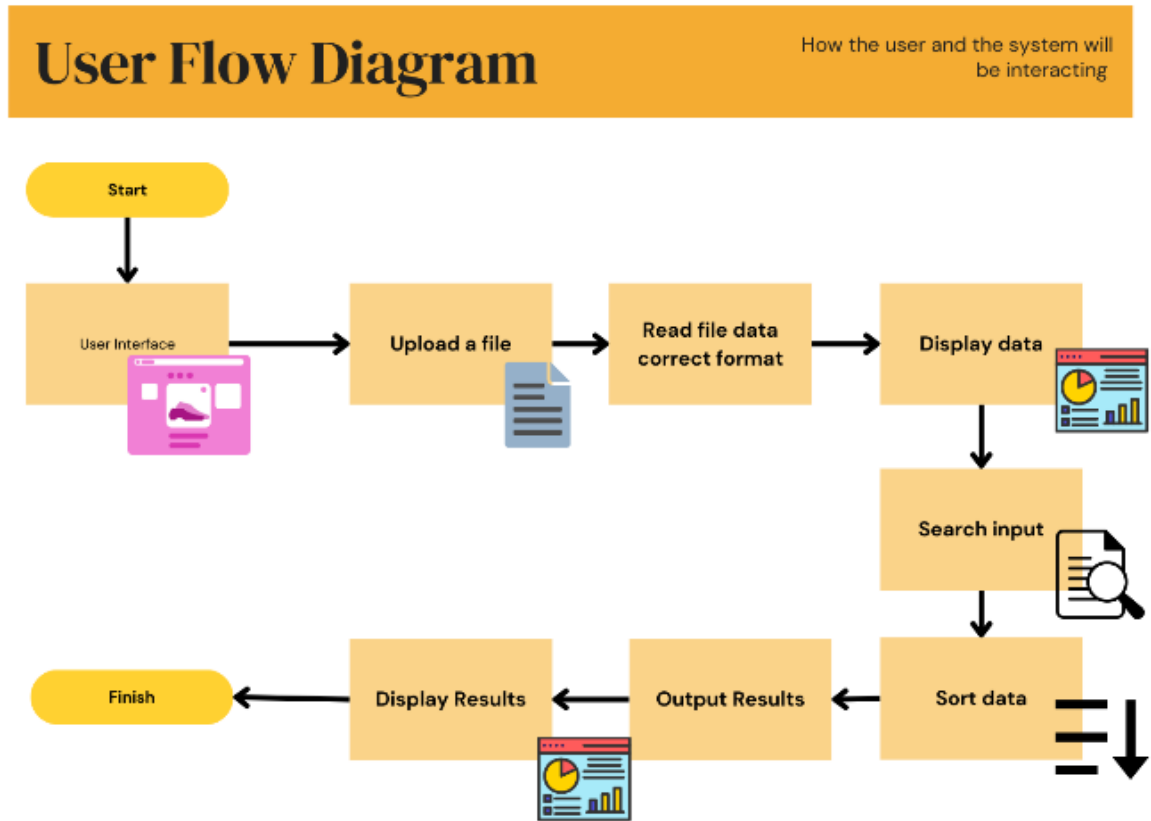 User Flow Diagram
How the user and the system will
be interacting
Start
User Interface
Upload a file
Read file data
correct format
Display data
Search input
Sort data
Output Results
Display Results
Finish